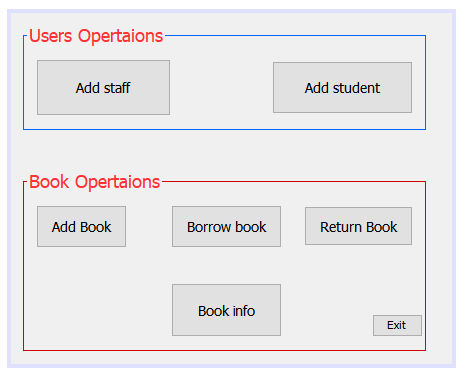 Users Opertaions
Add staff
Add student
Book Opertaions
Add Book
Borrow book
Return Book
Book info
Exit